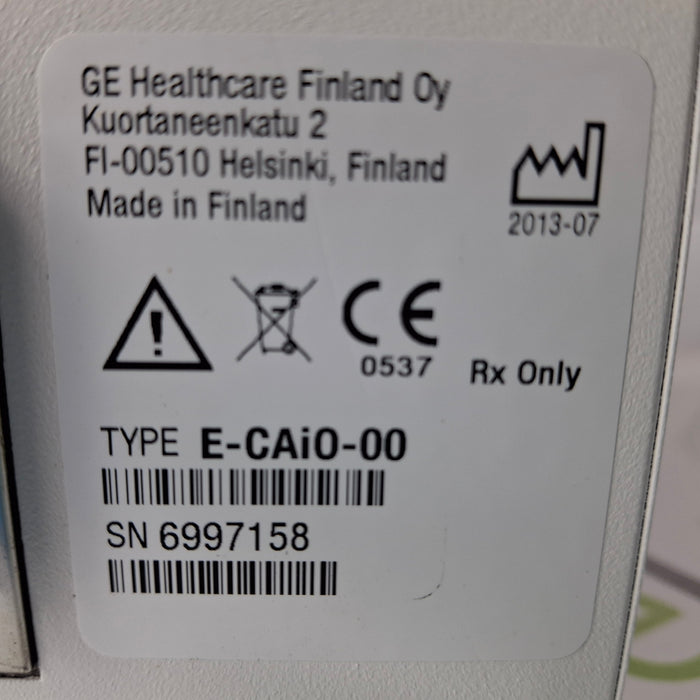 GE Healthcare Finland Oy
Kuortaneenkatu 2
FI-00510 Helsinki, Finland
Made in Finland
2013-07
CE
0537
Rx Only
TYPE E-CAiO-00
SN 6997158